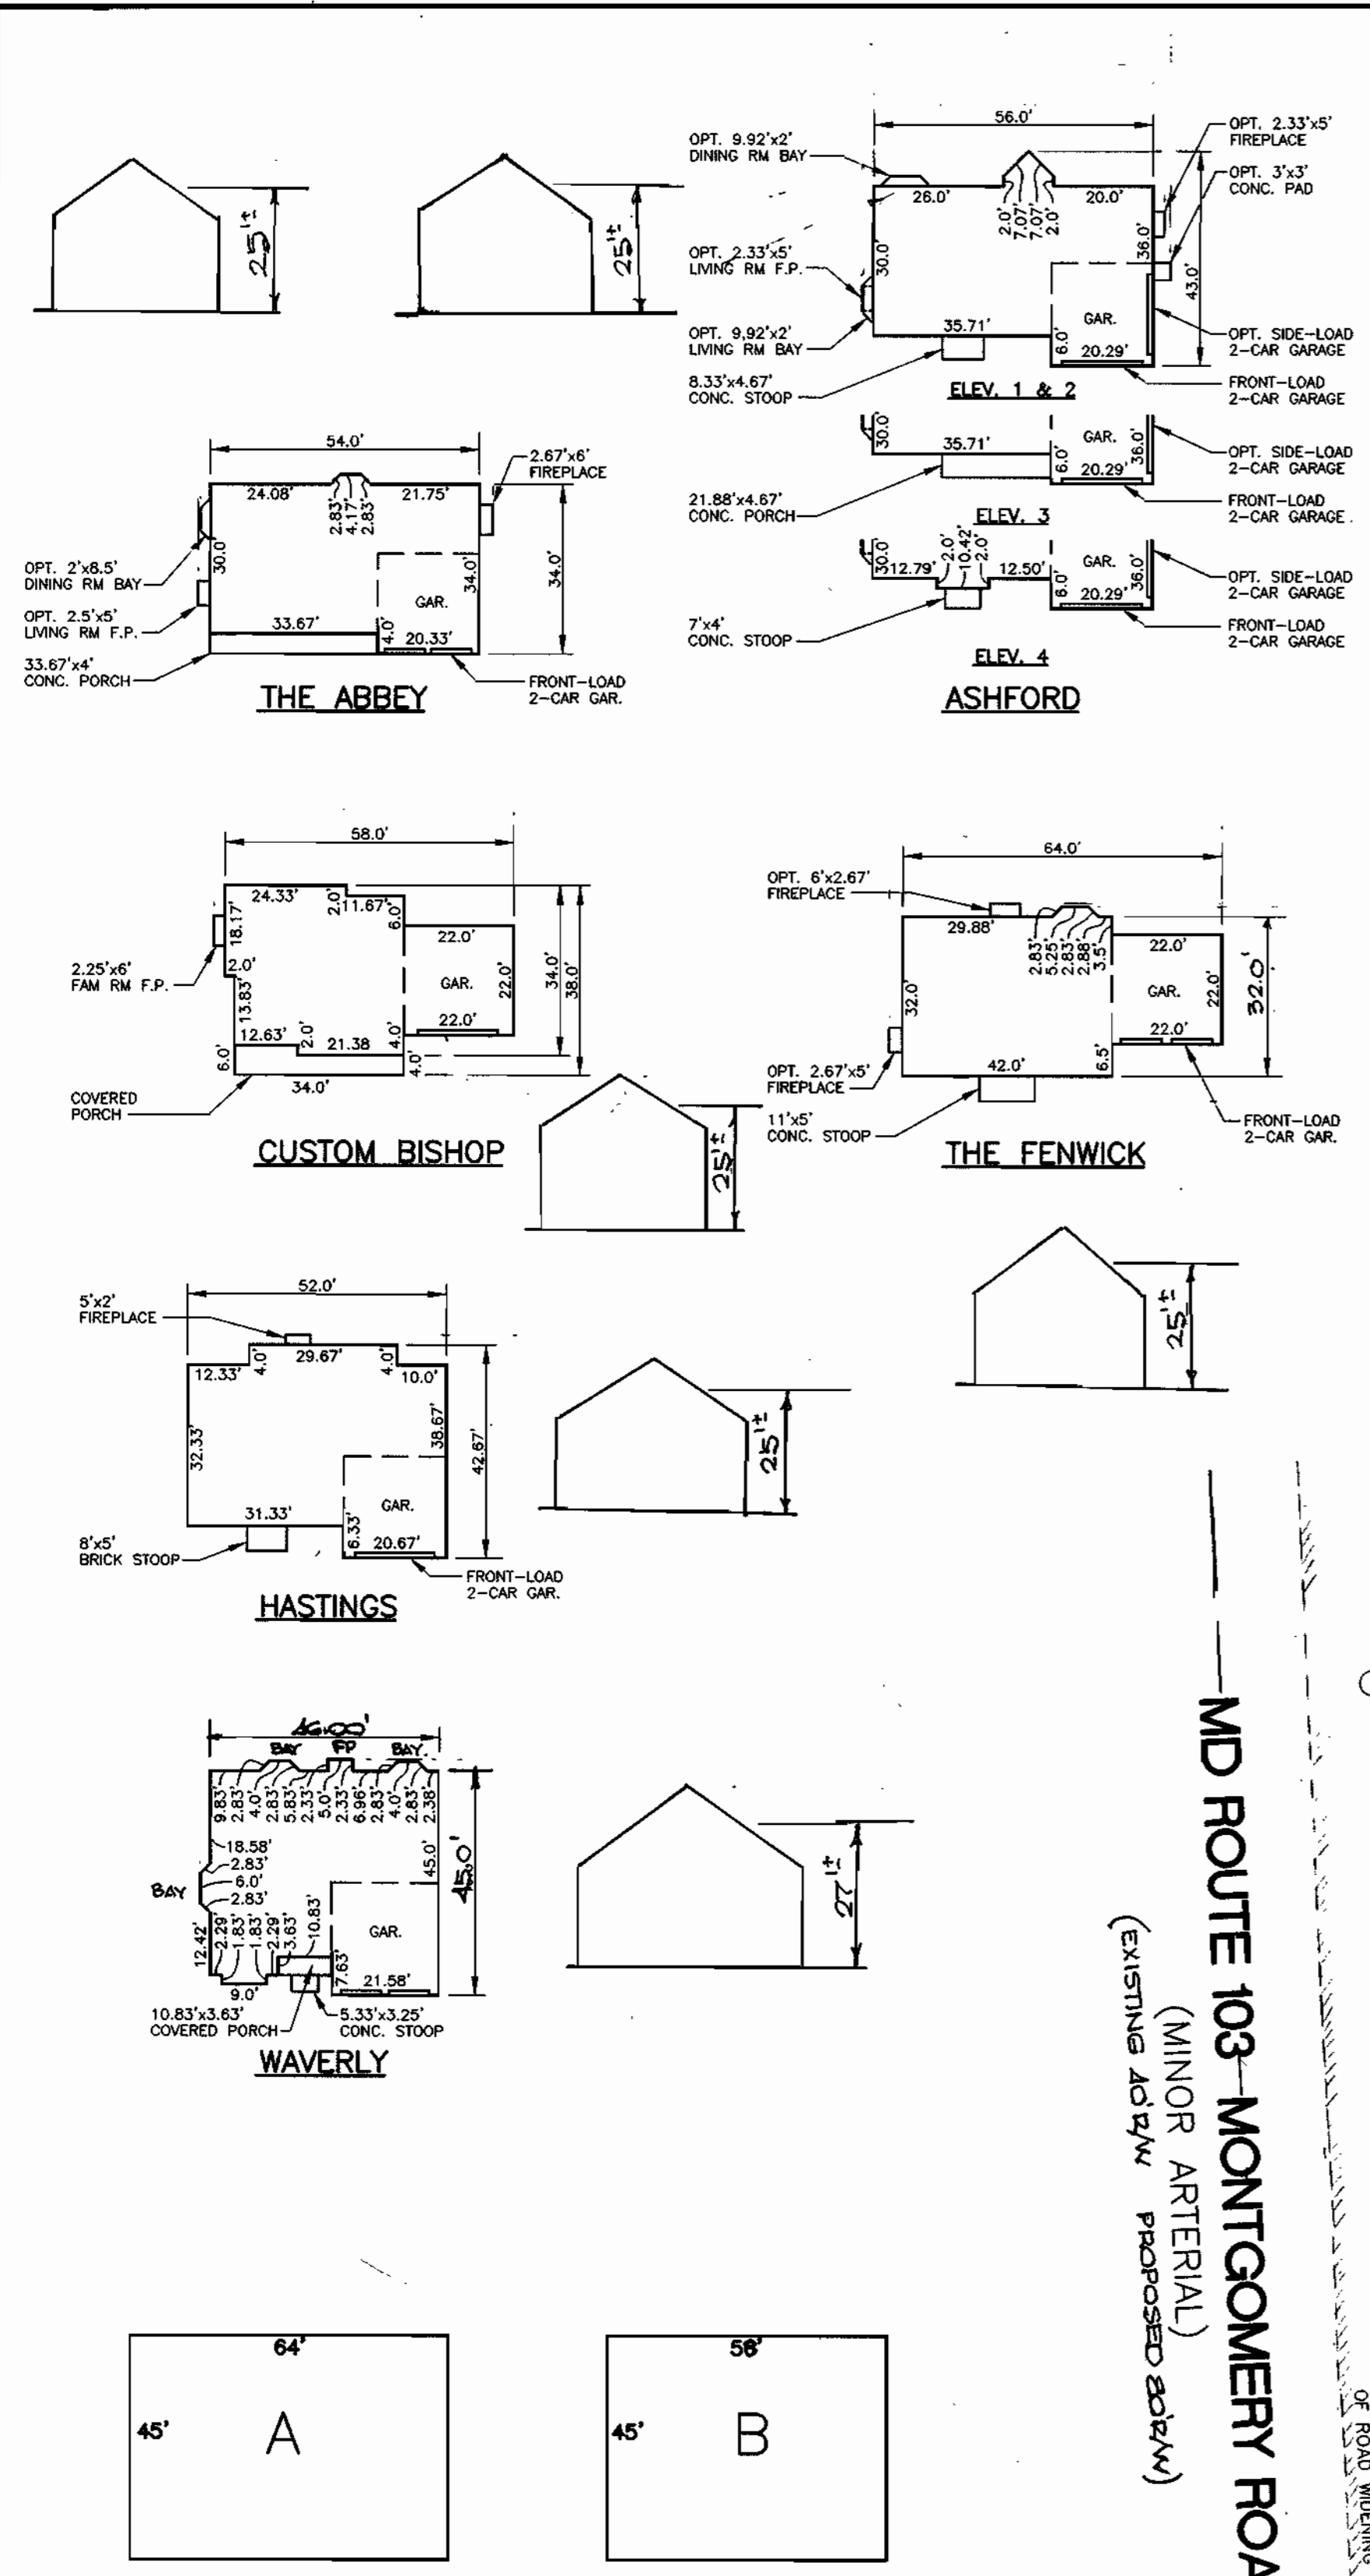 25'±
25'±
56.0'
OPT. 9.92'x2'
DINING RM BAY
OPT. 2.33'x5'
FIREPLACE
OPT. 3'x3'
CONC. PAD
26.0'
2.0'
7.07'
7.07'
2.0'
20.0'
36.0'
43.0'
30.0'
OPT. 2.33'x5'
LIVING RM F.P.
OPT. 9.92'x2'
LIVING RM BAY
35.71'
6.0'
GAR.
20.29'
OPT. SIDE-LOAD
2-CAR GARAGE
8.33'x4.67'
CONC. STOOP
FRONT-LOAD
2-CAR GARAGE
ELEV. 1 & 2
30.0'
35.71'
6.0'
GAR.
36.0'
20.29'
OPT. SIDE-LOAD
2-CAR GARAGE
21.88'x4.67'
CONC. PORCH
FRONT-LOAD
2-CAR GARAGE
ELEV. 3
30.0'
12.79'
2.0'
10.42'
2.0'
12.50'
6.0'
GAR.
36.0'
20.29'
OPT. SIDE-LOAD
2-CAR GARAGE
7'x4'
CONC. STOOP
FRONT-LOAD
2-CAR GARAGE
ELEV. 4
ASHFORD
54.0'
2.67'x6'
FIREPLACE
24.08'
2.83'
4.17'
2.83'
21.75'
30.0'
34.0'
34.0'
OPT. 2'x8.5'
DINING RM BAY
OPT. 2.5'x5'
LIVING RM F.P.
33.67'
4.0'
GAR.
20.33'
33.67'x4'
CONC. PORCH
FRONT-LOAD
2-CAR GAR.
THE ABBEY
58.0'
24.33'
2.0'
11.67'
6.0'
18.17'
22.0'
2.25'x6'
FAM RM F.P.
2.0'
13.83'
GAR.
22.0'
34.0'
38.0'
12.63'
2.0'
21.38
4.0'
22.0'
6.0'
4.0'
34.0'
COVERED
PORCH
CUSTOM BISHOP
25'±
64.0'
OPT. 6'x2.67'
FIREPLACE
29.88'
2.83'
5.25'
2.83'
2.88'
3.5'
22.0'
32.0'
GAR.
22.0'
32.0'
22.0'
OPT. 2.67'x5'
FIREPLACE
42.0'
6.5'
11'x5'
CONC. STOOP
FRONT-LOAD
2-CAR GAR.
THE FENWICK
25'±
52.0'
5'x2'
FIREPLACE
12.33'
4.0'
29.67'
4.0'
10.0'
32.33'
38.67'
42.67'
31.33'
6.33'
GAR.
20.67'
8'x5'
BRICK STOOP
FRONT-LOAD
2-CAR GAR.
HASTINGS
25'±
46.00'
BAY
FP
BAY
9.83'
2.83'
4.0'
2.83'
5.83'
2.33'
5.0'
2.33'
6.96'
2.83'
4.0'
2.83'
2.38'
18.58'
2.83'
6.0'
2.83'
BAY
45.0'
45.0'
12.42'
2.29'
1.83'
1.83'
2.29'
3.63'
10.83'
7.63'
GAR.
21.58'
9.0'
10.83'x3.63'
COVERED PORCH
5.33'x3.25'
CONC. STOOP
WAVERLY
27'±
64'
45'
A
56'
45'
B
MD ROUTE 103-MONTGOMERY ROA
(MINOR ARTERIAL)
(EXISTING 40' R/W PROPOSED 80' R/W)
OF ROAD WIDENING